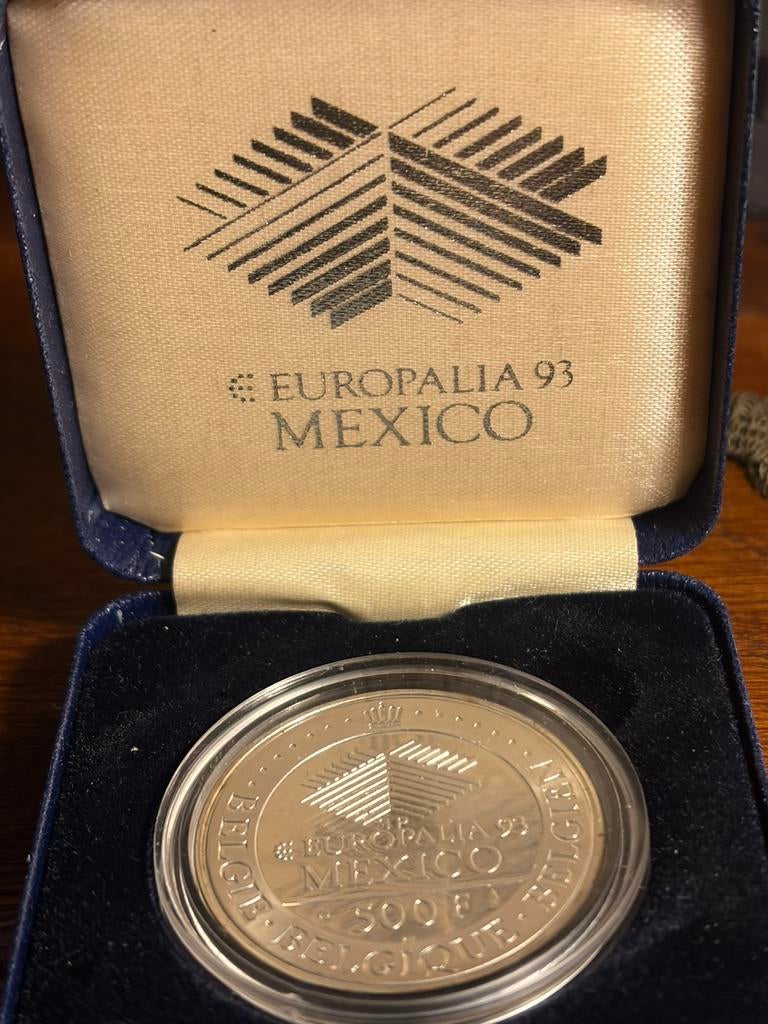 EUROPALIA 93
MEXICO
EUROPALIA 93
MEXICO
500 F
BELGIE · BELGIQUE · BELGIEN